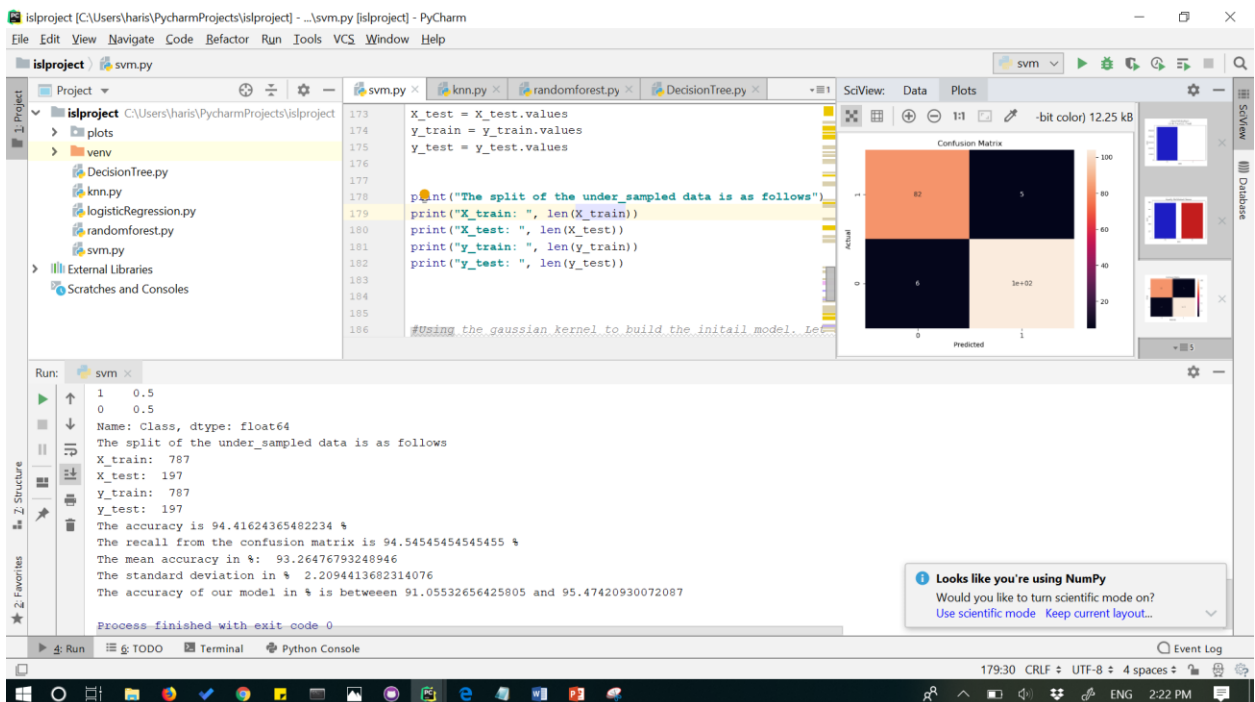 islproject [C:\Users\haris\PycharmProjects\islproject] - ...\svm.py [islproject] - PyCharm
File Edit View Navigate Code Refactor Run Tools VCS Window Help
islproject svm.py
svm
1: Project
Project
islproject C:\Users\haris\PycharmProjects\islproject
plots
venv
DecisionTree.py
knn.py
logisticRegression.py
randomforest.py
svm.py
External Libraries
Scratches and Consoles
svm.py knn.py randomforest.py DecisionTree.py
173 X_test = X_test.values
174 y_train = y_train.values
175 y_test = y_test.values
176
177
178 print("The split of the under_sampled data is as follows")
179 print("X_train: ", len(X_train))
180 print("X_test: ", len(X_test))
181 print("y_train: ", len(y_train))
182 print("y_test: ", len(y_test))
183
184
185
186 #Using the gaussian kernel to build the initail model. Let
SciView: Data Plots
1:1 -bit color) 12.25 kB
Confusion Matrix
Actual
1 82 5
0 6 1e+02
0 1
Predicted
100
80
60
40
20
5
SciView
Database
Run: svm
1 0.5
0 0.5
Name: Class, dtype: float64
The split of the under_sampled data is as follows
X_train: 787
X_test: 197
y_train: 787
y_test: 197
The accuracy is 94.41624365482234 %
The recall from the confusion matrix is 94.54545454545455 %
The mean accuracy in %: 93.26476793248946
The standard deviation in % 2.2094413682314076
The accuracy of our model in % is betweeen 91.05532656425805 and 95.47420930072087
Process finished with exit code 0
Looks like you're using NumPy
Would you like to turn scientific mode on?
Use scientific mode Keep current layout...
Z: Structure
2: Favorites
4: Run 6: TODO Terminal Python Console Event Log
179:30 CRLF UTF-8 4 spaces
ENG 2:22 PM